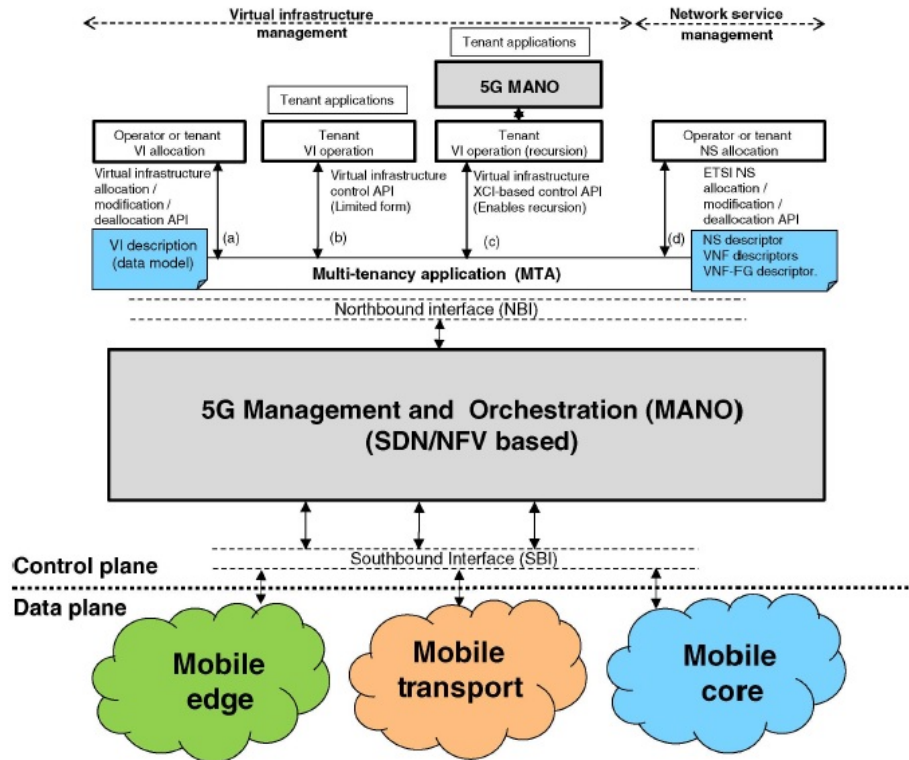 Virtual infrastructure
management
Network service
management
Tenant applications
5G MANO
Tenant applications
Operator or tenant
VI allocation
Tenant
VI operation
Tenant
VI operation (recursion)
Operator or tenant
NS allocation
Virtual infrastructure
allocation /
modification /
deallocation API
(a)
Virtual infrastructure
control API
(Limited form)
(b)
Virtual infrastructure
XCI-based control API
(Enables recursion)
(c)
ETSI NS
allocation /
modification /
deallocation API
(d)
VI description
(data model)
NS descriptor
VNF descriptors
VNF-FG descriptor.
Multi-tenancy application (MTA)
Northbound interface (NBI)
5G Management and Orchestration (MANO)
(SDN/NFV based)
Southbound Interface (SBI)
Control plane
Data plane
Mobile
edge
Mobile
transport
Mobile
core